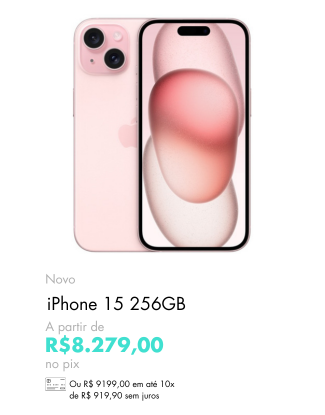 Novo
iPhone 15 256GB
A partir de
R$8.279,00
no pix
Ou R$ 9199,00 em até 10x
de R$ 919,90 sem juros